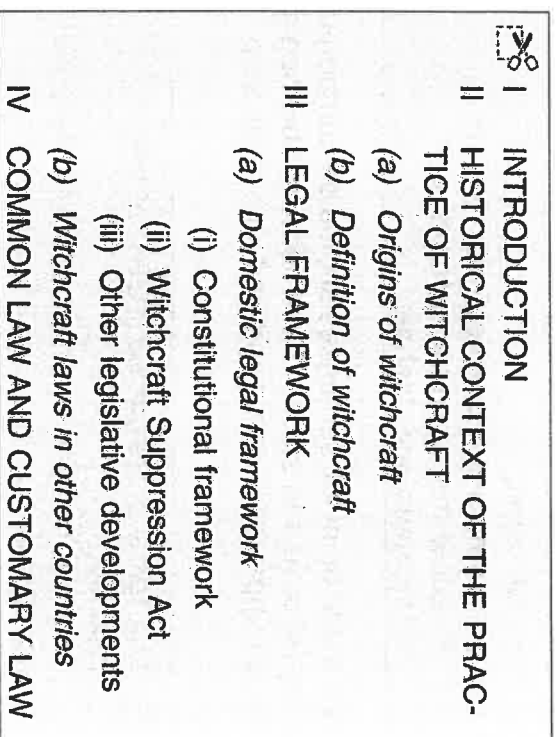 I INTRODUCTION
II HISTORICAL CONTEXT OF THE PRAC-
TICE OF WITCHCRAFT
(a) Origins of witchcraft
(b) Definition of witchcraft
III LEGAL FRAMEWORK
(a) Domestic legal framework
(i) Constitutional framework
(ii) Witchcraft Suppression Act
(iii) Other legislative developments
(b) Witchcraft laws in other countries
IV COMMON LAW AND CUSTOMARY LAW